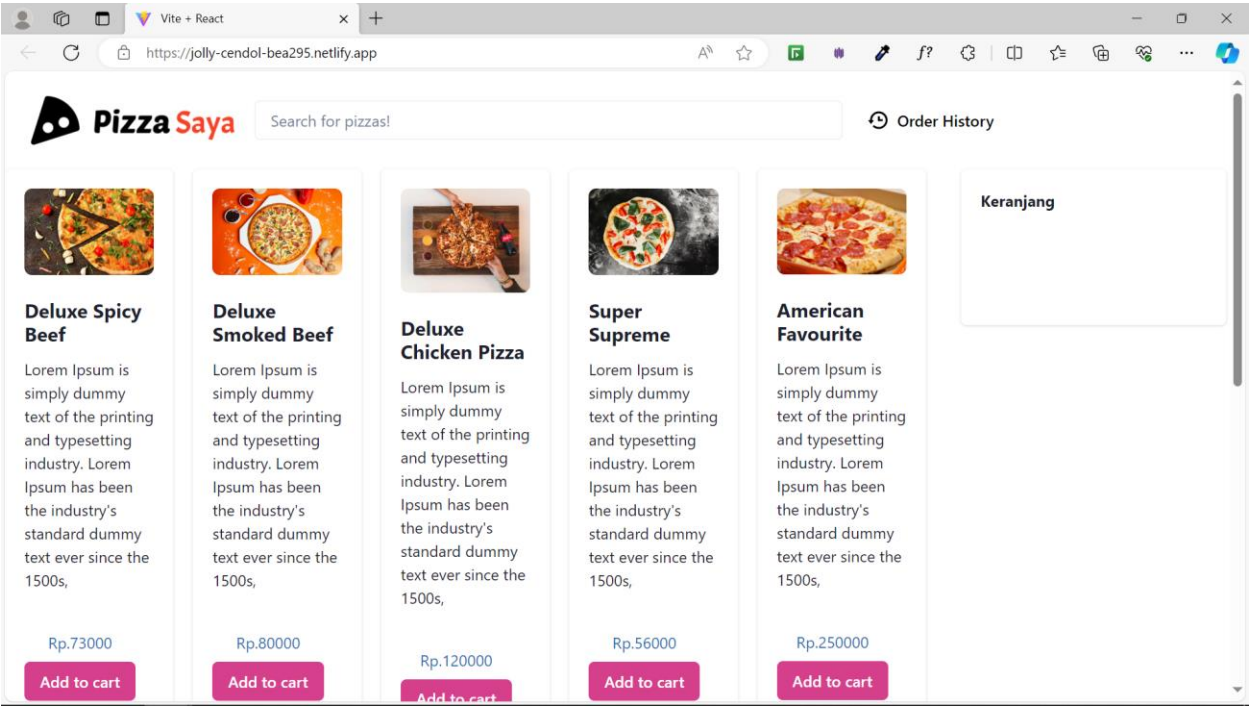 Vite + React
https://jolly-cendol-bea295.netlify.app
Pizza Saya
Search for pizzas!
Order History
Deluxe Spicy
Beef
Lorem Ipsum is
simply dummy
text of the printing
and typesetting
industry. Lorem
Ipsum has been
the industry's
standard dummy
text ever since the
1500s,
Rp.73000
Add to cart
Deluxe
Smoked Beef
Lorem Ipsum is
simply dummy
text of the printing
and typesetting
industry. Lorem
Ipsum has been
the industry's
standard dummy
text ever since the
1500s,
Rp.80000
Add to cart
Deluxe
Chicken Pizza
Lorem Ipsum is
simply dummy
text of the printing
and typesetting
industry. Lorem
Ipsum has been
the industry's
standard dummy
text ever since the
1500s,
Rp.120000
Add to cart
Super
Supreme
Lorem Ipsum is
simply dummy
text of the printing
and typesetting
industry. Lorem
Ipsum has been
the industry's
standard dummy
text ever since the
1500s,
Rp.56000
Add to cart
American
Favourite
Lorem Ipsum is
simply dummy
text of the printing
and typesetting
industry. Lorem
Ipsum has been
the industry's
standard dummy
text ever since the
1500s,
Rp.250000
Add to cart
Keranjang